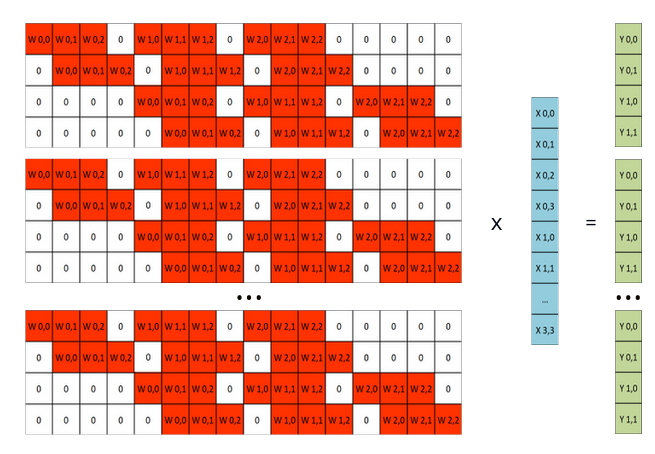 W 0,0 W 0,1 W 0,2 0 W 1,0 W 1,1 W 1,2 0 W 2,0 W 2,1 W 2,2 0 0 0 0 0
0 W 0,0 W 0,1 W 0,2 0 W 1,0 W 1,1 W 1,2 0 W 2,0 W 2,1 W 2,2 0 0 0 0
0 0 0 0 W 0,0 W 0,1 W 0,2 0 W 1,0 W 1,1 W 1,2 0 W 2,0 W 2,1 W 2,2 0
0 0 0 0 0 W 0,0 W 0,1 W 0,2 0 W 1,0 W 1,1 W 1,2 0 W 2,0 W 2,1 W 2,2
W 0,0 W 0,1 W 0,2 0 W 1,0 W 1,1 W 1,2 0 W 2,0 W 2,1 W 2,2 0 0 0 0 0
0 W 0,0 W 0,1 W 0,2 0 W 1,0 W 1,1 W 1,2 0 W 2,0 W 2,1 W 2,2 0 0 0 0
0 0 0 0 W 0,0 W 0,1 W 0,2 0 W 1,0 W 1,1 W 1,2 0 W 2,0 W 2,1 W 2,2 0
0 0 0 0 0 W 0,0 W 0,1 W 0,2 0 W 1,0 W 1,1 W 1,2 0 W 2,0 W 2,1 W 2,2
...
W 0,0 W 0,1 W 0,2 0 W 1,0 W 1,1 W 1,2 0 W 2,0 W 2,1 W 2,2 0 0 0 0 0
0 W 0,0 W 0,1 W 0,2 0 W 1,0 W 1,1 W 1,2 0 W 2,0 W 2,1 W 2,2 0 0 0 0
0 0 0 0 W 0,0 W 0,1 W 0,2 0 W 1,0 W 1,1 W 1,2 0 W 2,0 W 2,1 W 2,2 0
0 0 0 0 0 W 0,0 W 0,1 W 0,2 0 W 1,0 W 1,1 W 1,2 0 W 2,0 W 2,1 W 2,2
X
X 0,0
X 0,1
X 0,2
X 0,3
X 1,0
X 1,1
...
X 3,3
=
Y 0,0
Y 0,1
Y 1,0
Y 1,1
Y 0,0
Y 0,1
Y 1,0
Y 1,1
...
Y 0,0
Y 0,1
Y 1,0
Y 1,1